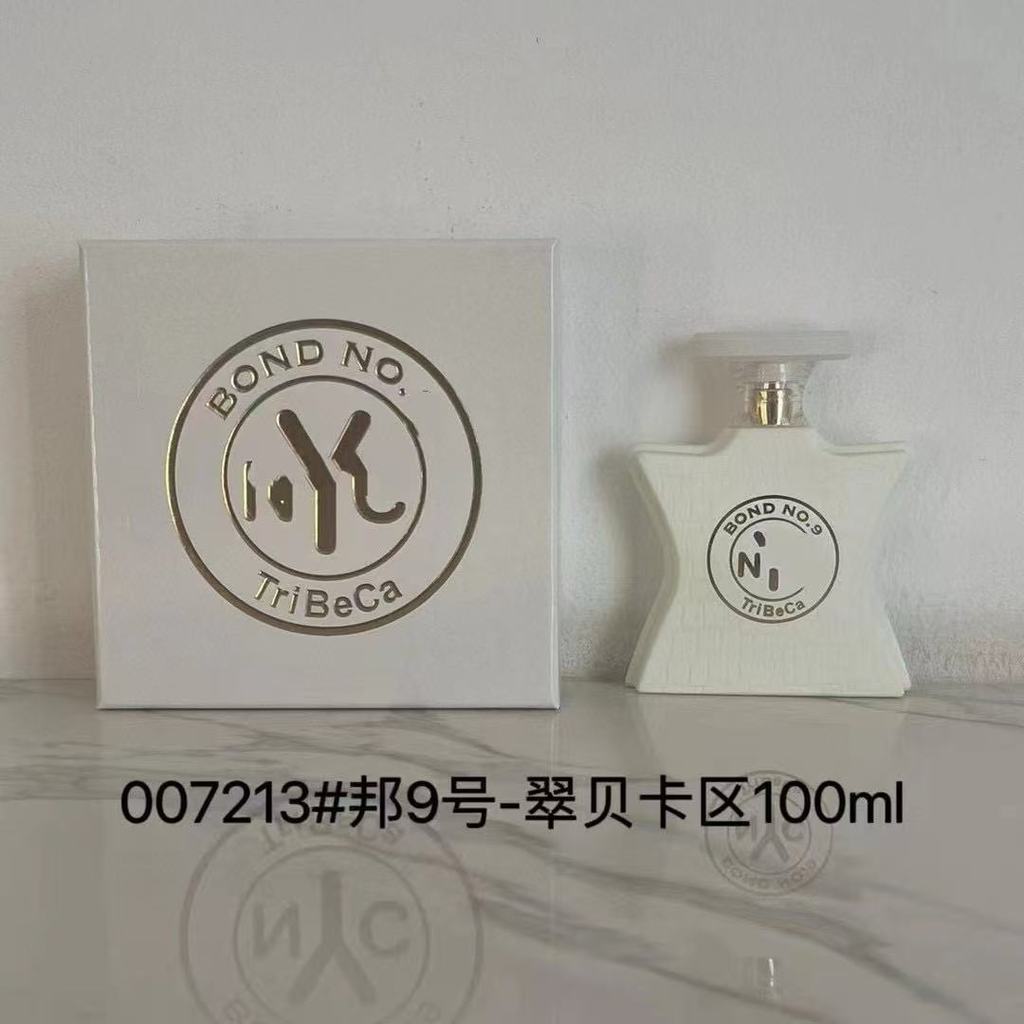 BOND NO.
TriBeCa
BOND NO.9
TriBeCa
007213#邦9号-翠贝卡区100ml